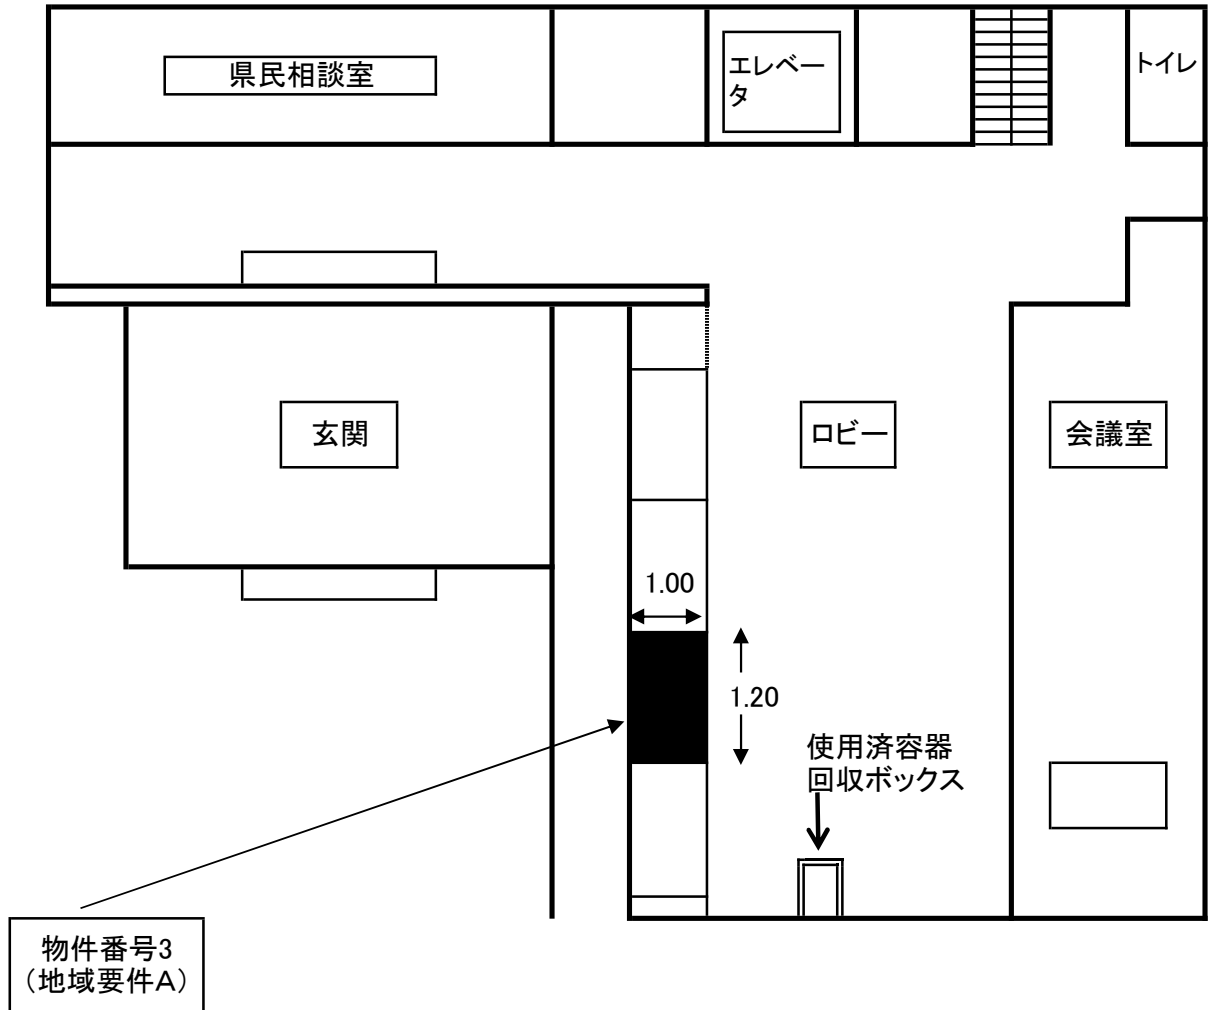 県民相談室
エレベー
タ
トイレ
玄関
ロビー
会議室
1.00
1.20
使用済容器
回収ボックス
物件番号3
（地域要件A）